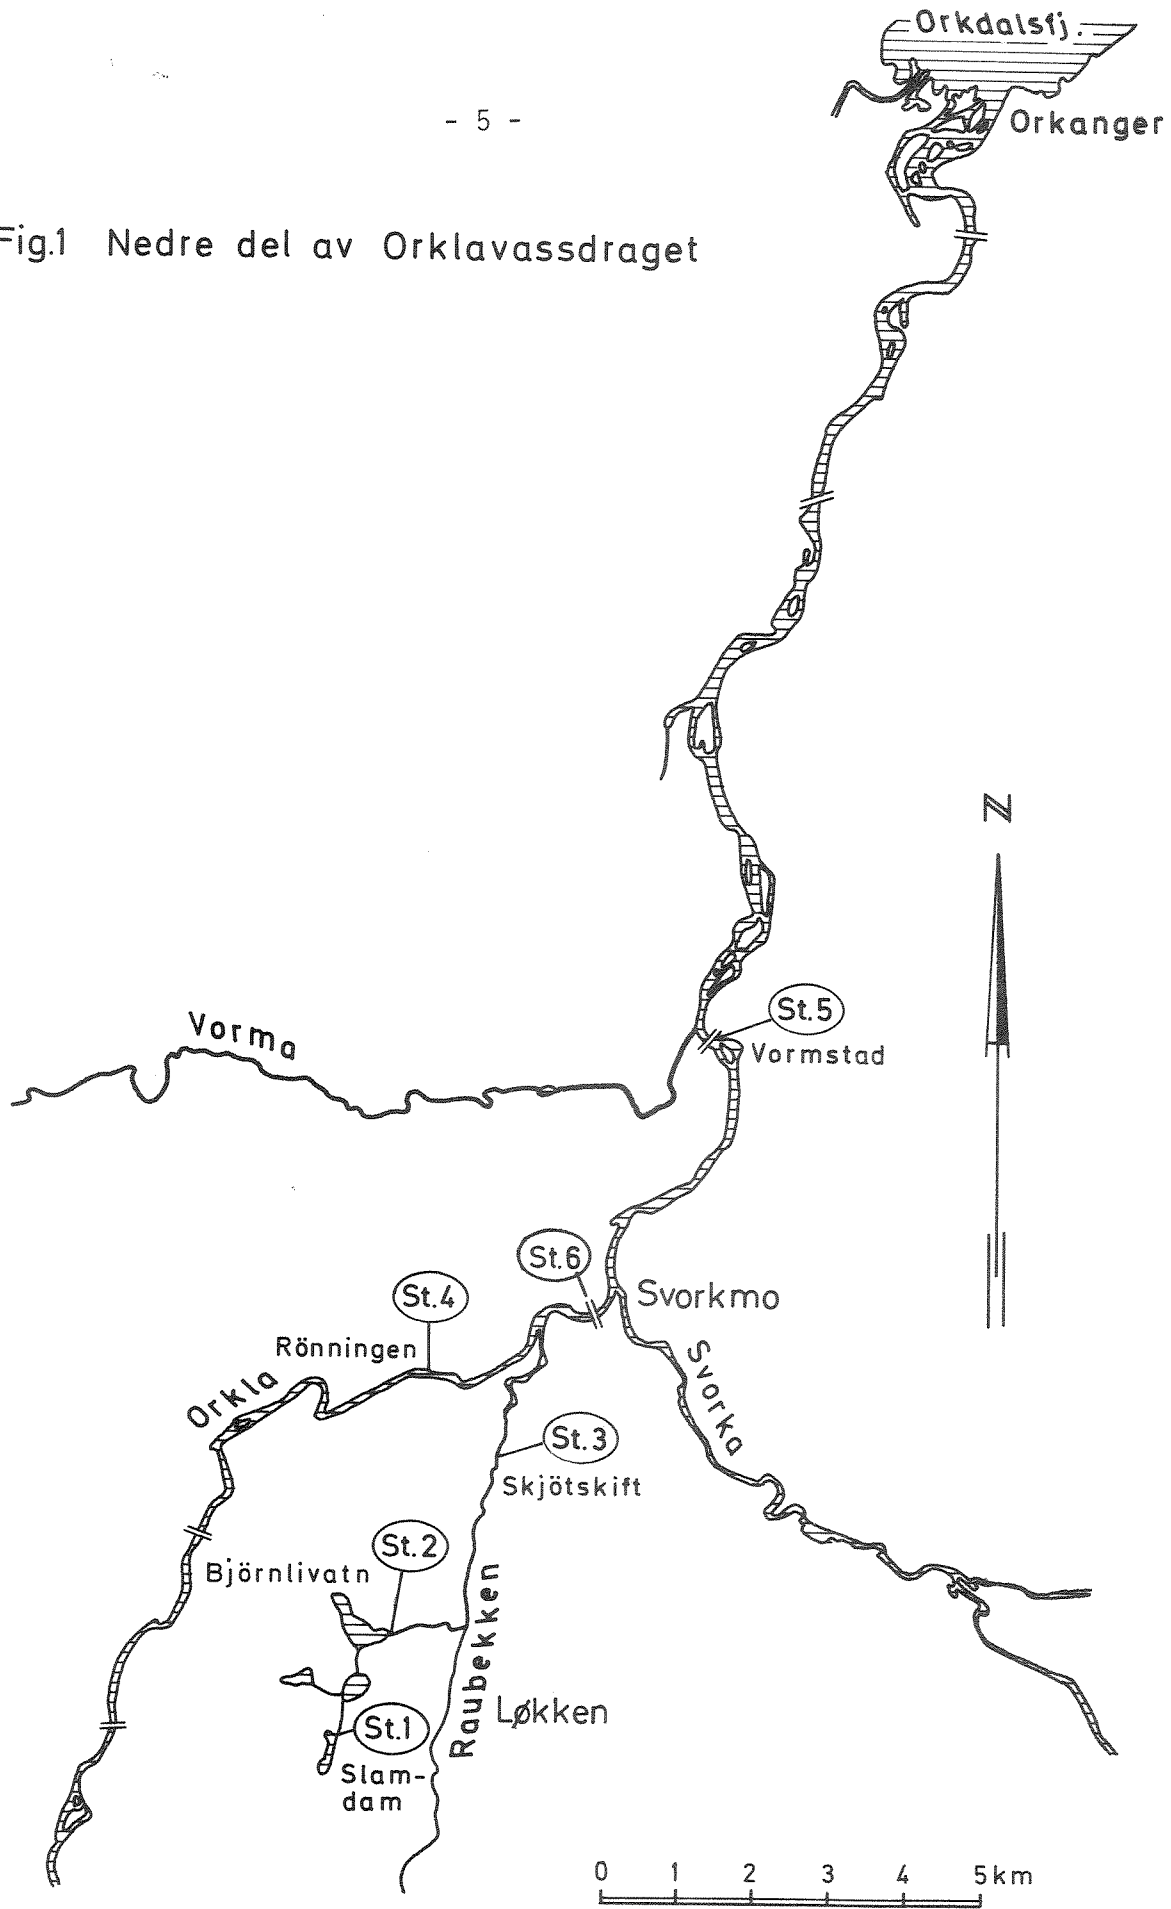 Orkdalsfj.
- 5 -
Orkanger
Fig.1 Nedre del av Orklavassdraget
N
St.5
Vorma
Vormstad
St.6
St.4
Svorkmo
Rönningen
Orkla
Svorka
St.3
Skjötskift
St.2
Björnlivatn
Raubekken
Løkken
St.1
Slam-
dam
0 1 2 3 4 5km